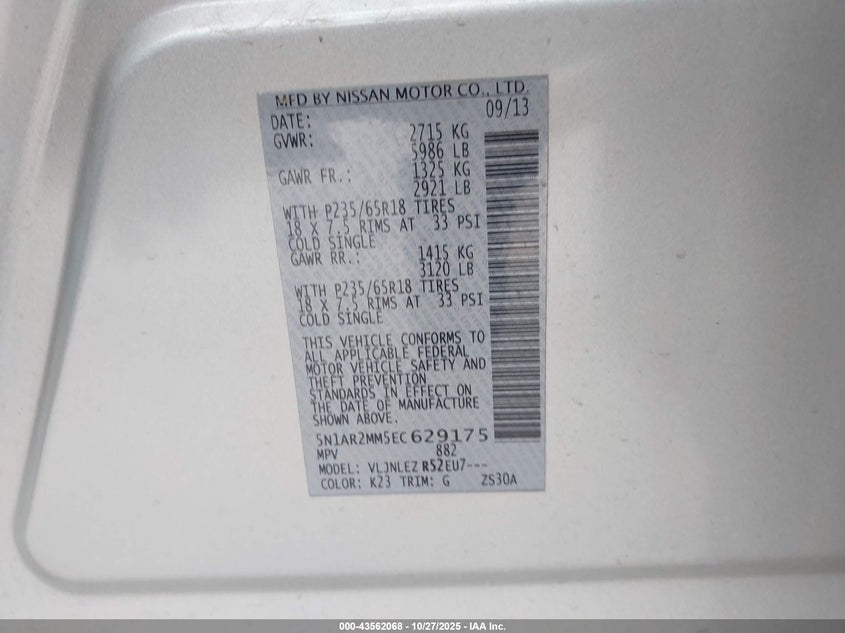 MFD BY NISSAN MOTOR CO., LTD.
DATE: 09/13
GVWR: 2715 KG
5986 LB
GAWR FR.: 1325 KG
2921 LB
WITH P235/65R18 TIRES
18 X 7.5 RIMS AT 33 PSI
COLD SINGLE
GAWR RR.: 1415 KG
3120 LB
WITH P235/65R18 TIRES
18 X 7.5 RIMS AT 33 PSI
COLD SINGLE
THIS VEHICLE CONFORMS TO
ALL APPLICABLE FEDERAL
MOTOR VEHICLE SAFETY AND
THEFT PREVENTION
STANDARDS IN EFFECT ON
THE DATE OF MANUFACTURE
SHOWN ABOVE.
5N1AR2MM5EC629175
MPV 882
MODEL: VLJNLEZ R52EU7---
COLOR: K23 TRIM: G ZS30A
000-43562068 - 10/27/2025 - IAA Inc.